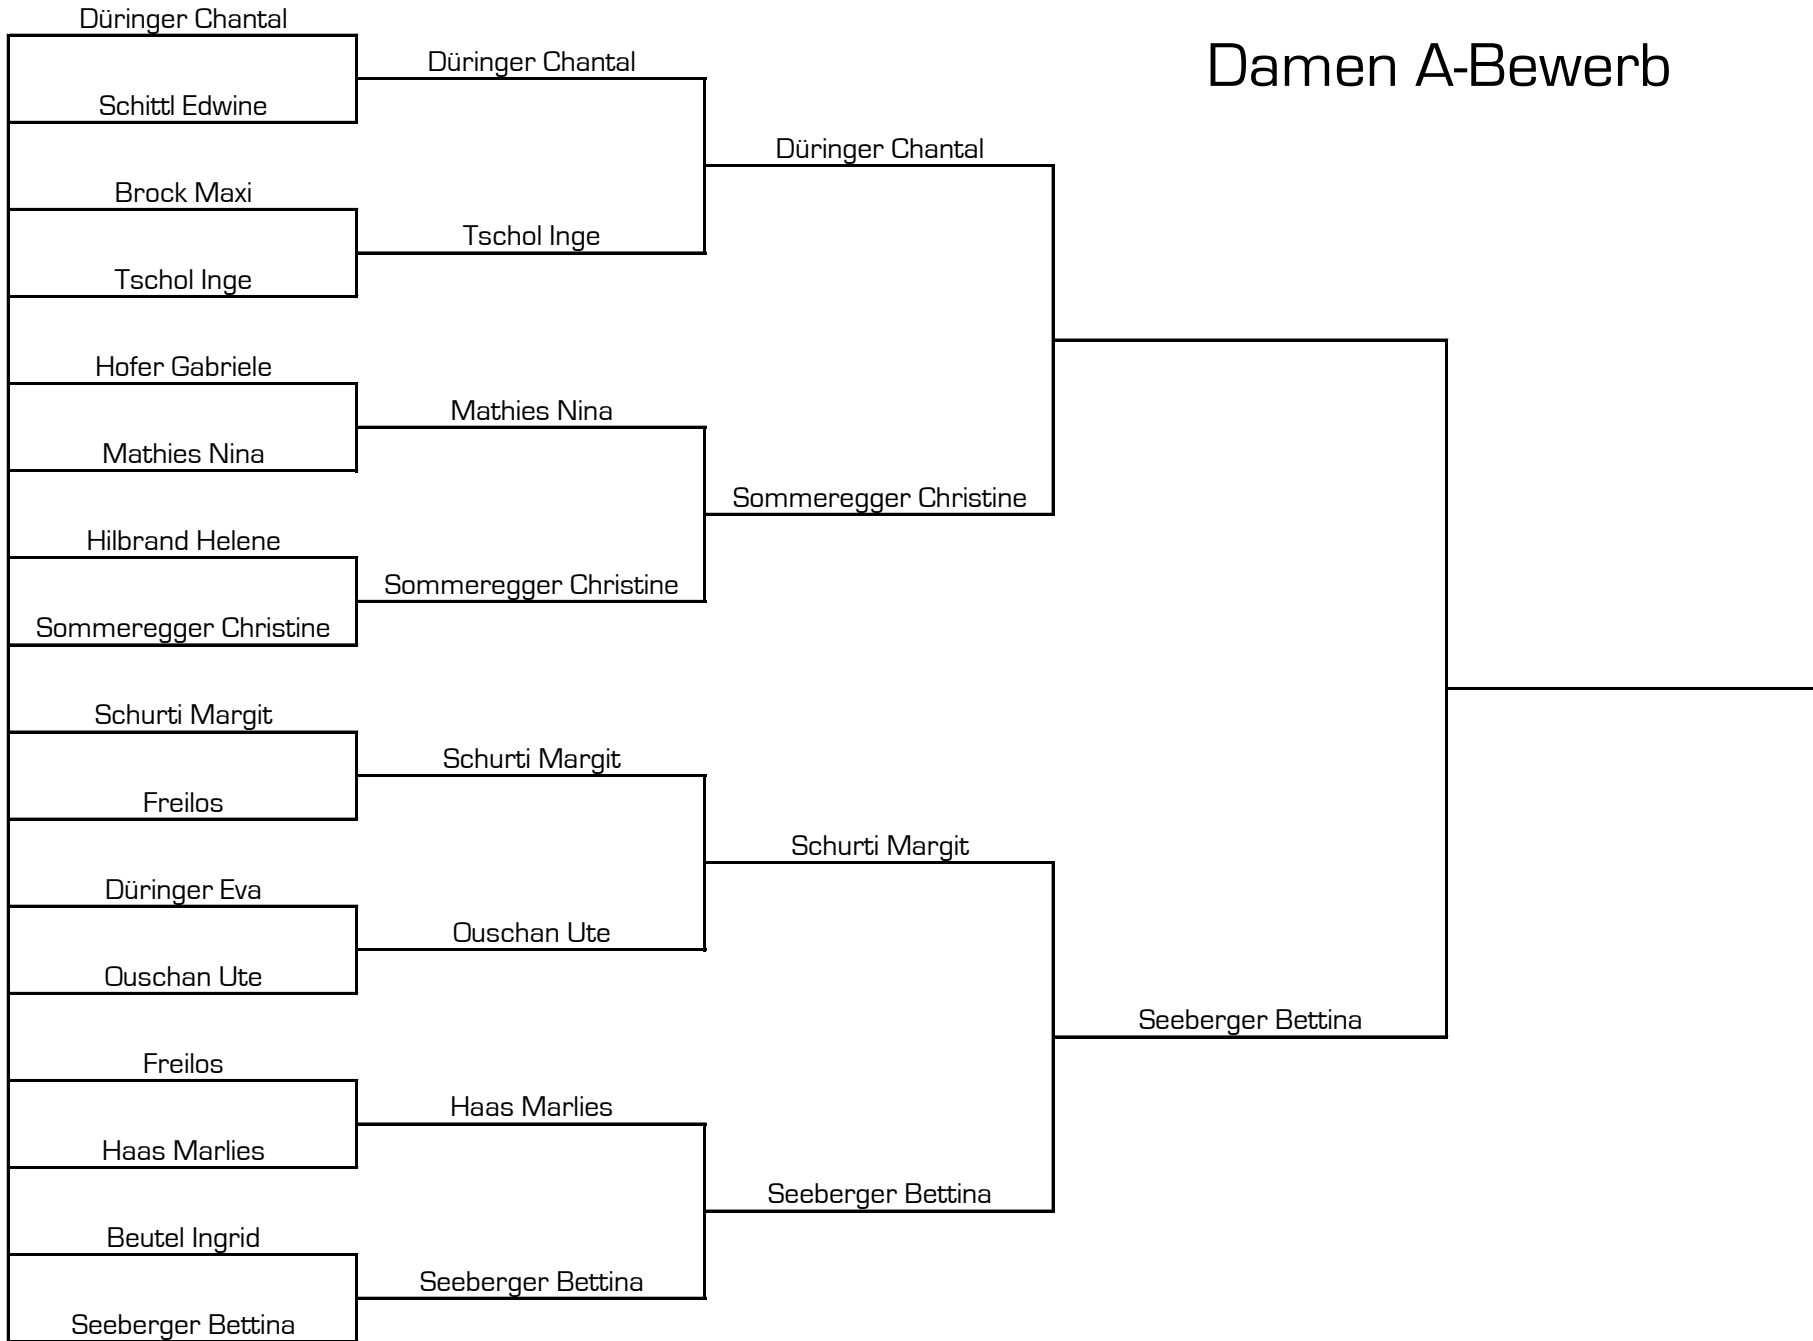 Damen A-Bewerb
Düringer Chantal
Schittl Edwine
Brock Maxi
Tschol Inge
Hofer Gabriele
Mathies Nina
Hilbrand Helene
Sommeregger Christine
Schurti Margit
Freilos
Düringer Eva
Ouschan Ute
Freilos
Haas Marlies
Beutel Ingrid
Seeberger Bettina
Düringer Chantal
Tschol Inge
Mathies Nina
Sommeregger Christine
Schurti Margit
Ouschan Ute
Haas Marlies
Seeberger Bettina
Düringer Chantal
Sommeregger Christine
Schurti Margit
Seeberger Bettina
Seeberger Bettina